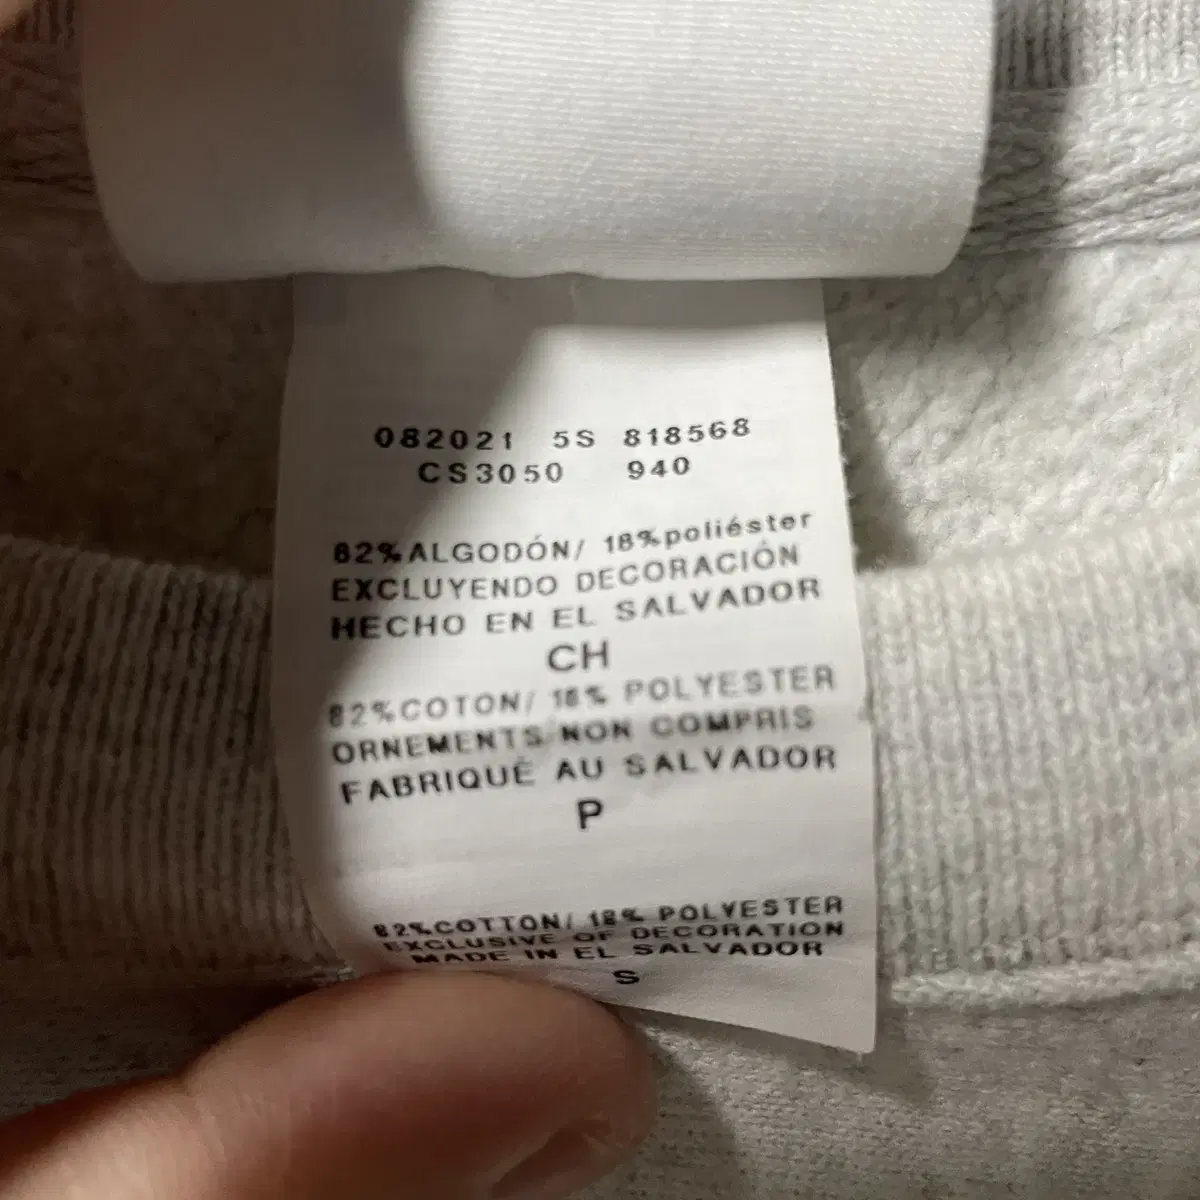 082021 5S 818568
CS3050 940
82%ALGODÓN/ 18%poliéster
EXCLUYENDO DECORACIÓN
HECHO EN EL SALVADOR
CH
82%COTON/ 18% POLYESTER
ORNEMENTS NON COMPRIS
FABRIQUÉ AU SALVADOR
P
82%COTTON/ 18% POLYESTER
EXCLUSIVE OF DECORATION
MADE IN EL SALVADOR
S